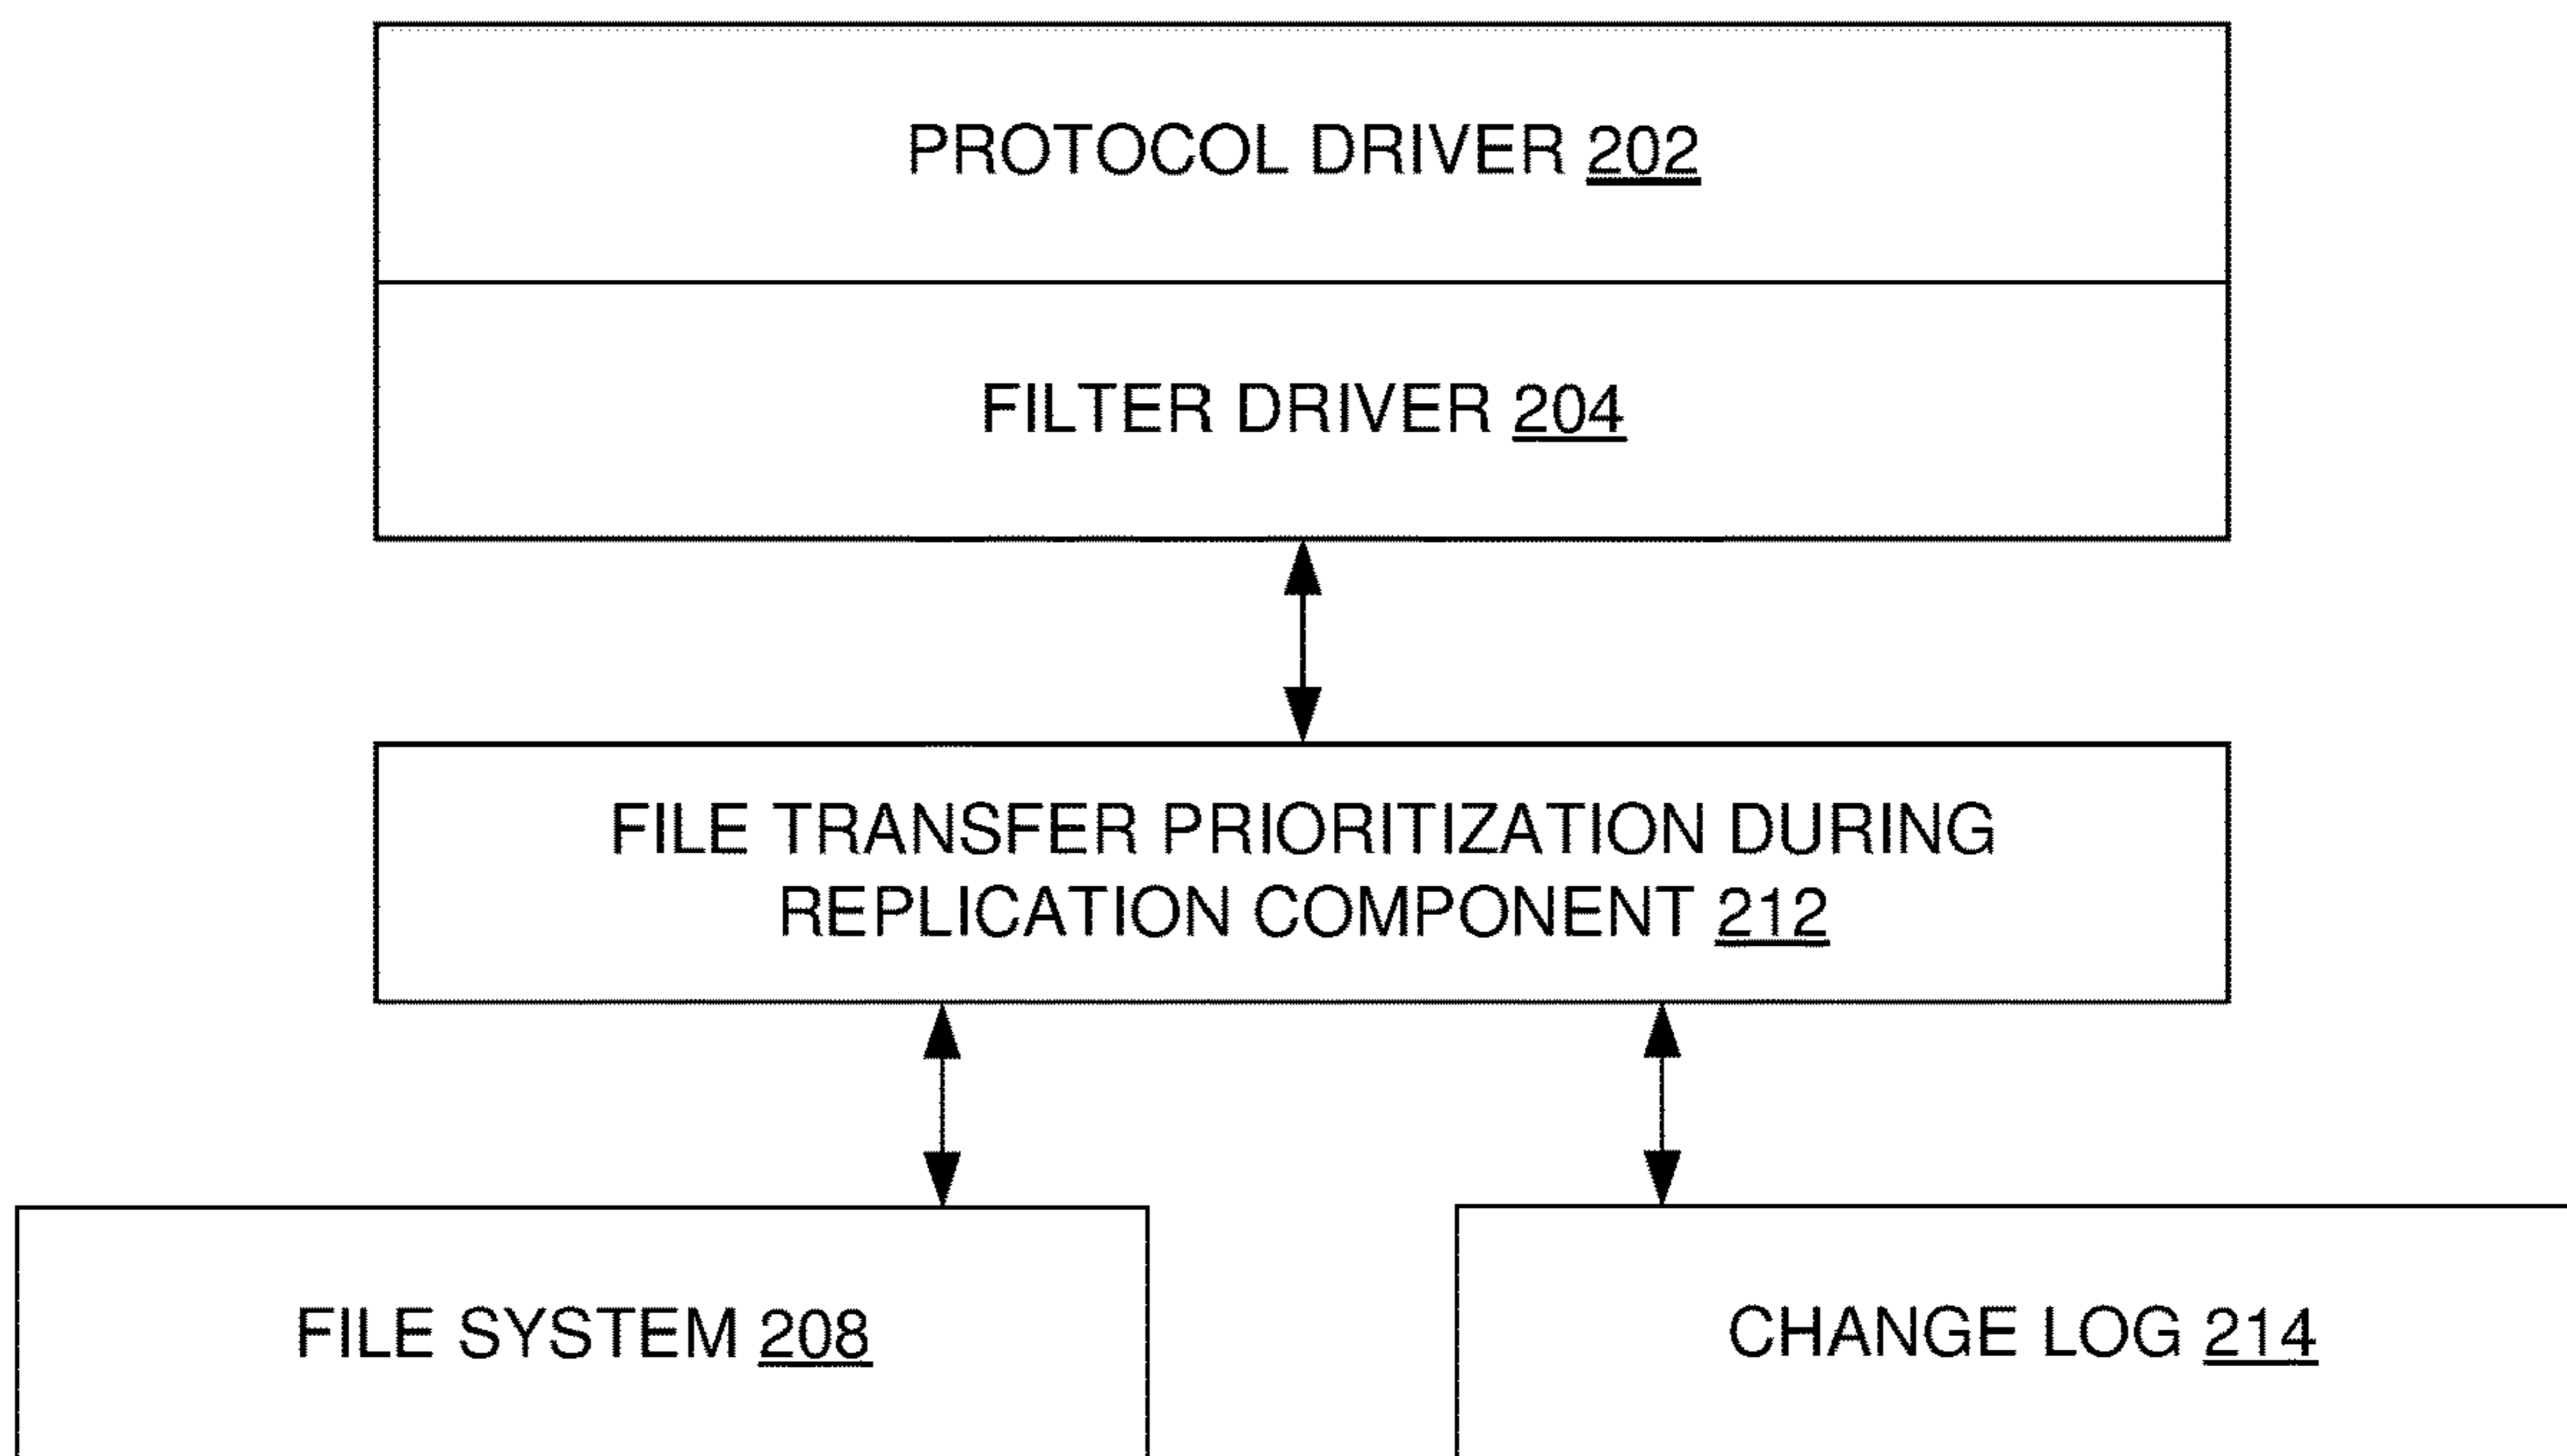 PROTOCOL DRIVER 202
FILTER DRIVER 204
FILE TRANSFER PRIORITIZATION DURING
REPLICATION COMPONENT 212
FILE SYSTEM 208
CHANGE LOG 214